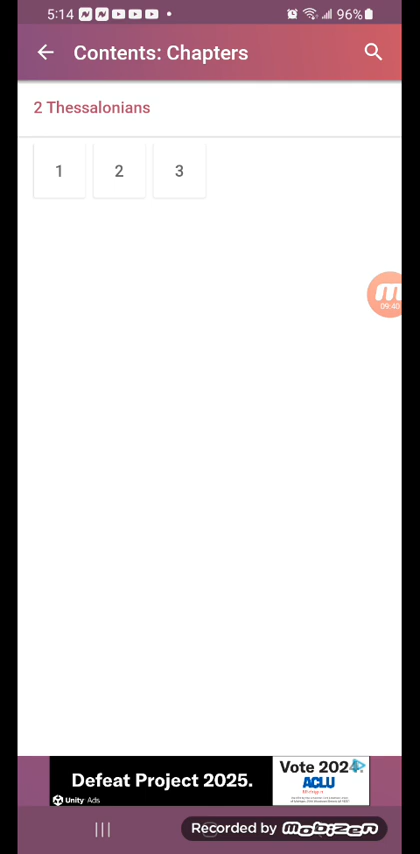 5:14
96%
Contents: Chapters
2 Thessalonians
1 2 3
09:40
Defeat Project 2025.
Vote 2024.
ACLU
Unity Ads
Recorded by mobizen